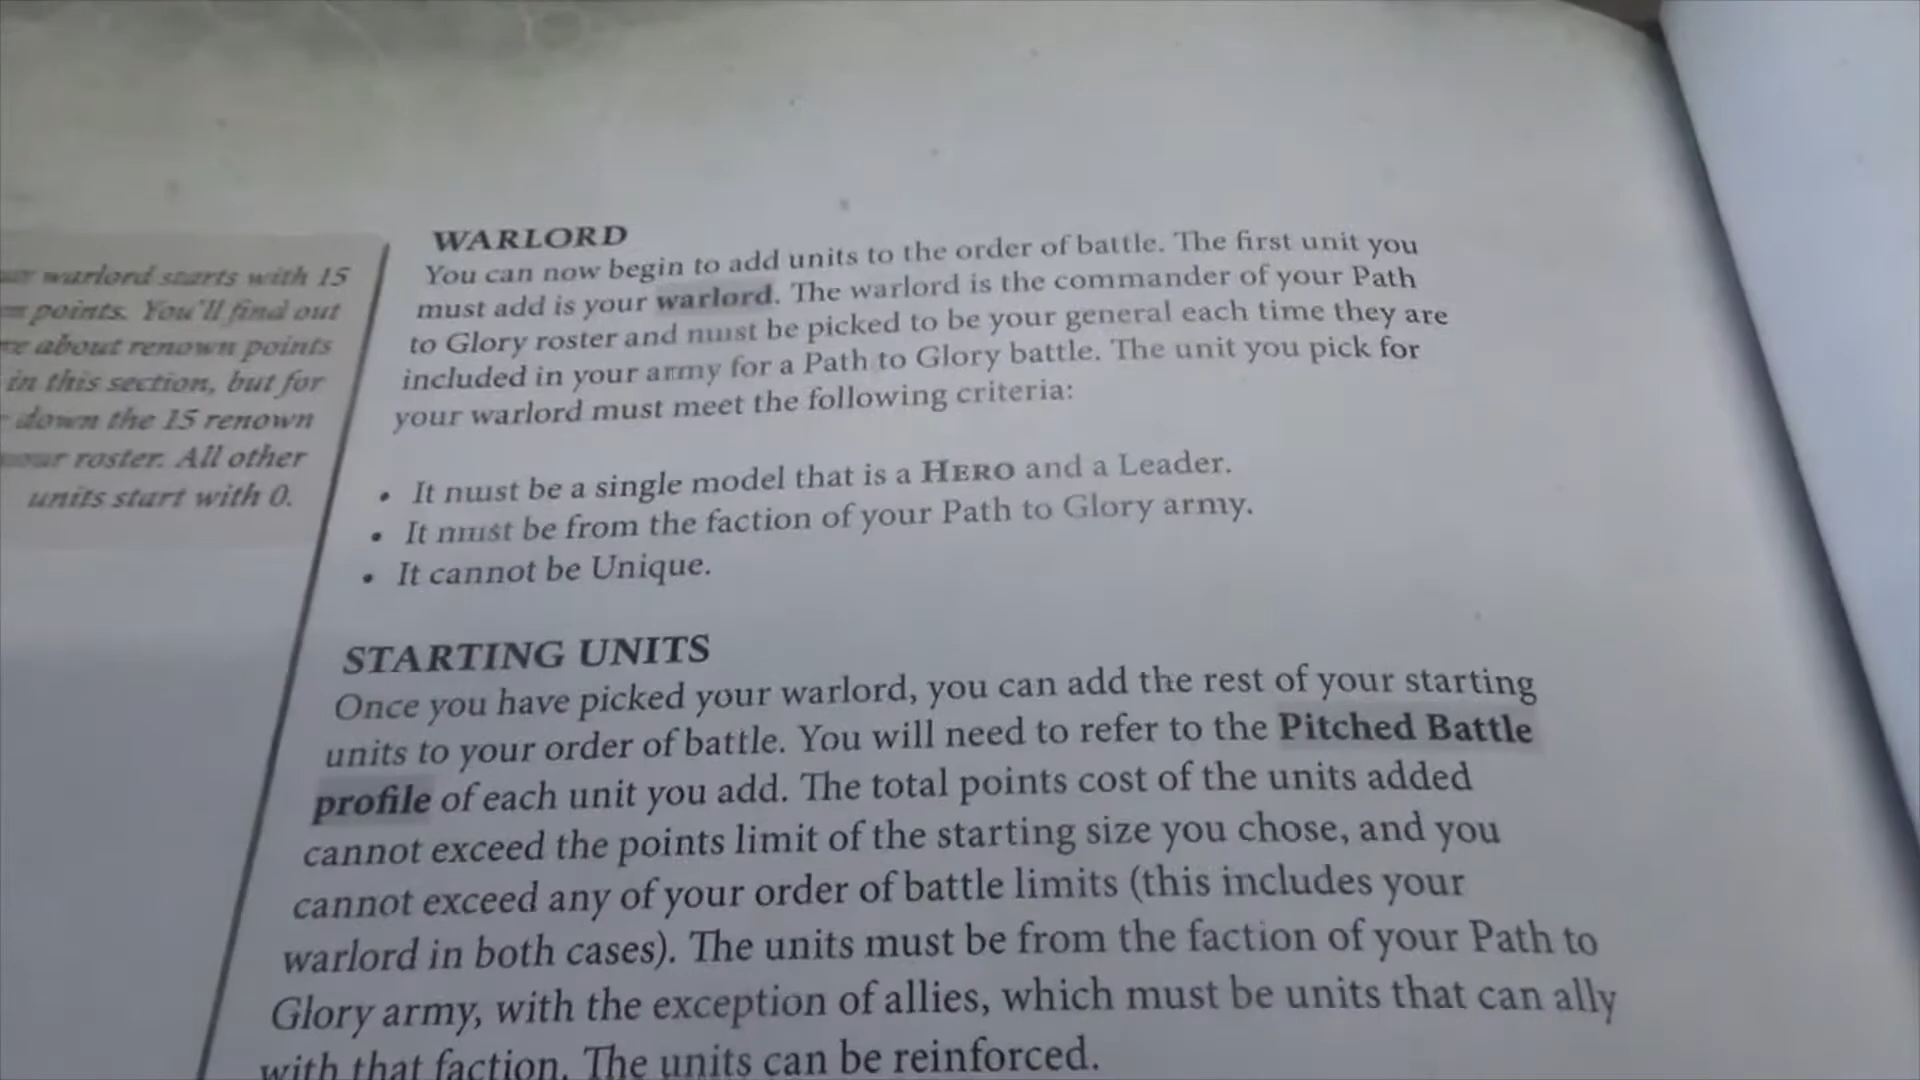 warlord starts with 15
points. You'll find out
about renown points
in this section, but for
down the 15 renown
roster. All other
units start with 0.
WARLORD
You can now begin to add units to the order of battle. The first unit you
must add is your warlord. The warlord is the commander of your Path
to Glory roster and must be picked to be your general each time they are
included in your army for a Path to Glory battle. The unit you pick for
your warlord must meet the following criteria:
• It must be a single model that is a HERO and a Leader.
• It must be from the faction of your Path to Glory army.
• It cannot be Unique.
STARTING UNITS
Once you have picked your warlord, you can add the rest of your starting
units to your order of battle. You will need to refer to the Pitched Battle
profile of each unit you add. The total points cost of the units added
cannot exceed the points limit of the starting size you chose, and you
cannot exceed any of your order of battle limits (this includes your
warlord in both cases). The units must be from the faction of your Path to
Glory army, with the exception of allies, which must be units that can ally
with that faction. The units can be reinforced.